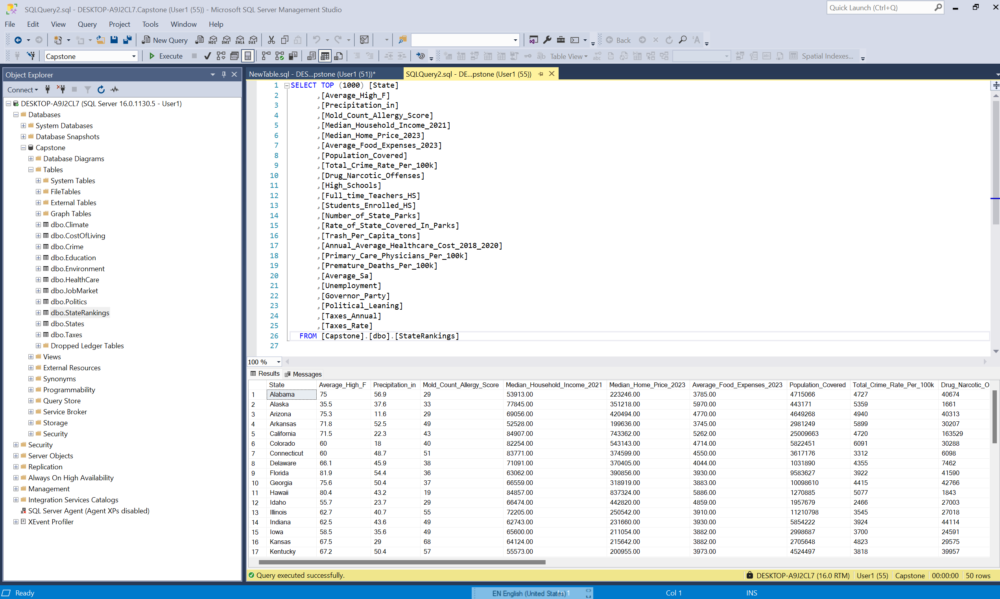 SQLQuery2.sql - DESKTOP-A9J2CL7.Capstone (User1 (55)) - Microsoft SQL Server Management Studio
Quick Launch (Ctrl+Q)
File Edit View Query Project Tools Window Help
New Query MDX DMX XMLA DAX Back
Capstone Execute Table View Spatial Indexes...
Object Explorer
Connect
DESKTOP-A9J2CL7 (SQL Server 16.0.1130.5 - User1)
Databases
System Databases
Database Snapshots
Capstone
Database Diagrams
Tables
System Tables
FileTables
External Tables
Graph Tables
dbo.Climate
dbo.CostOfLiving
dbo.Crime
dbo.Education
dbo.Environment
dbo.HealthCare
dbo.JobMarket
dbo.Politics
dbo.StateRankings
dbo.States
dbo.Taxes
Dropped Ledger Tables
Views
External Resources
Synonyms
Programmability
Query Store
Service Broker
Storage
Security
Security
Server Objects
Replication
Always On High Availability
Management
Integration Services Catalogs
SQL Server Agent (Agent XPs disabled)
XEvent Profiler
NewTable.sql - DES...pstone (User1 (51))* SQLQuery2.sql - DE...pstone (User1 (55))
1 SELECT TOP (1000) [State]
2 ,[Average_High_F]
3 ,[Precipitation_in]
4 ,[Mold_Count_Allergy_Score]
5 ,[Median_Household_Income_2021]
6 ,[Median_Home_Price_2023]
7 ,[Average_Food_Expenses_2023]
8 ,[Population_Covered]
9 ,[Total_Crime_Rate_Per_100k]
10 ,[Drug_Narcotic_Offenses]
11 ,[High_Schools]
12 ,[Full_time_Teachers_HS]
13 ,[Students_Enrolled_HS]
14 ,[Number_of_State_Parks]
15 ,[Rate_of_State_Covered_In_Parks]
16 ,[Trash_Per_Capita_tons]
17 ,[Annual_Average_Healthcare_Cost_2018_2020]
18 ,[Primary_Care_Physicians_Per_100k]
19 ,[Premature_Deaths_Per_100k]
20 ,[Average_Sa]
21 ,[Unemployment]
22 ,[Governor_Party]
23 ,[Political_Leaning]
24 ,[Taxes_Annual]
25 ,[Taxes_Rate]
26 FROM [Capstone].[dbo].[StateRankings]
27
100 %
Results Messages
State Average_High_F Precipitation_in Mold_Count_Allergy_Score Median_Household_Income_2021 Median_Home_Price_2023 Average_Food_Expenses_2023 Population_Covered Total_Crime_Rate_Per_100k Drug_Narcotic_O
1 Alabama 75 56.9 29 53913.00 223246.00 3785.00 4715066 4727 40674
2 Alaska 35.5 37.6 33 77845.00 351218.00 5970.00 443171 5359 1661
3 Arizona 75.3 11.6 29 69056.00 420494.00 4770.00 4649268 4940 40313
4 Arkansas 71.8 52.5 49 52528.00 199636.00 3745.00 2981249 5899 30207
5 California 71.5 22.3 43 84907.00 743362.00 5262.00 25009663 4720 163529
6 Colorado 60 18 40 82254.00 543143.00 4714.00 5822451 6091 30288
7 Connecticut 60 48.7 51 83771.00 374599.00 4550.00 3617176 3312 6098
8 Delaware 66.1 45.9 38 71091.00 370405.00 4044.00 1031890 4355 7462
9 Florida 81.9 54.4 36 63062.00 390856.00 3930.00 9583627 3922 41590
10 Georgia 75.6 50.4 37 66559.00 318919.00 3883.00 10098610 4415 42766
11 Hawaii 80.4 43.2 19 84857.00 837324.00 5886.00 1270885 5077 1843
12 Idaho 55.7 23.7 29 66474.00 442820.00 4859.00 1957679 2466 27003
13 Illinois 62.7 40.7 55 72205.00 250542.00 3910.00 11210798 3545 27018
14 Indiana 62.5 43.6 49 62743.00 231660.00 3930.00 5854222 3924 44114
15 Iowa 58.5 35.6 49 65600.00 211054.00 3882.00 2998687 3700 24591
16 Kansas 67.5 29 68 64124.00 215642.00 3882.00 2705648 4823 29575
17 Kentucky 67.2 50.4 57 55573.00 200955.00 3973.00 4524497 3818 39957
Query executed successfully. DESKTOP-A9J2CL7 (16.0 RTM) User1 (55) Capstone 00:00:00 50 rows
Ready EN English (United States) 1 Col 1 INS